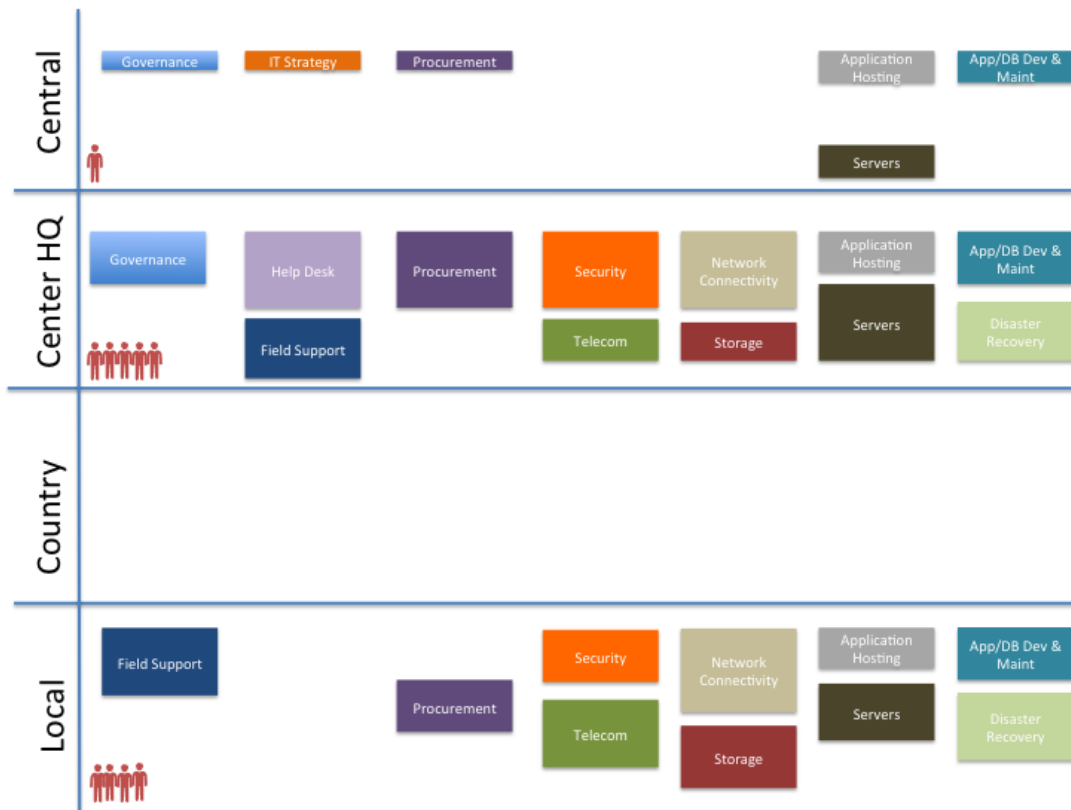 Central
Governance
IT Strategy
Procurement
Application
Hosting
App/DB Dev &
Maint
Servers
Center HQ
Governance
Help Desk
Procurement
Security
Network
Connectivity
Application
Hosting
App/DB Dev &
Maint
Field Support
Telecom
Storage
Servers
Disaster
Recovery
Country
Local
Field Support
Procurement
Security
Network
Connectivity
Application
Hosting
App/DB Dev &
Maint
Telecom
Storage
Servers
Disaster
Recovery